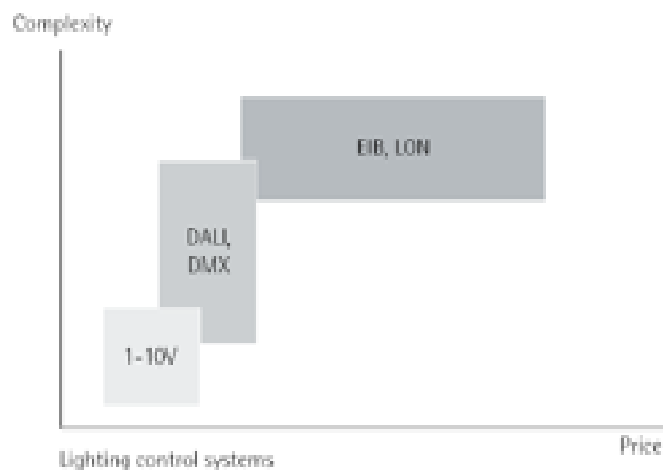 Complexity
EIB, LON
DALI,
DMX
1-10V
Price
Lighting control systems